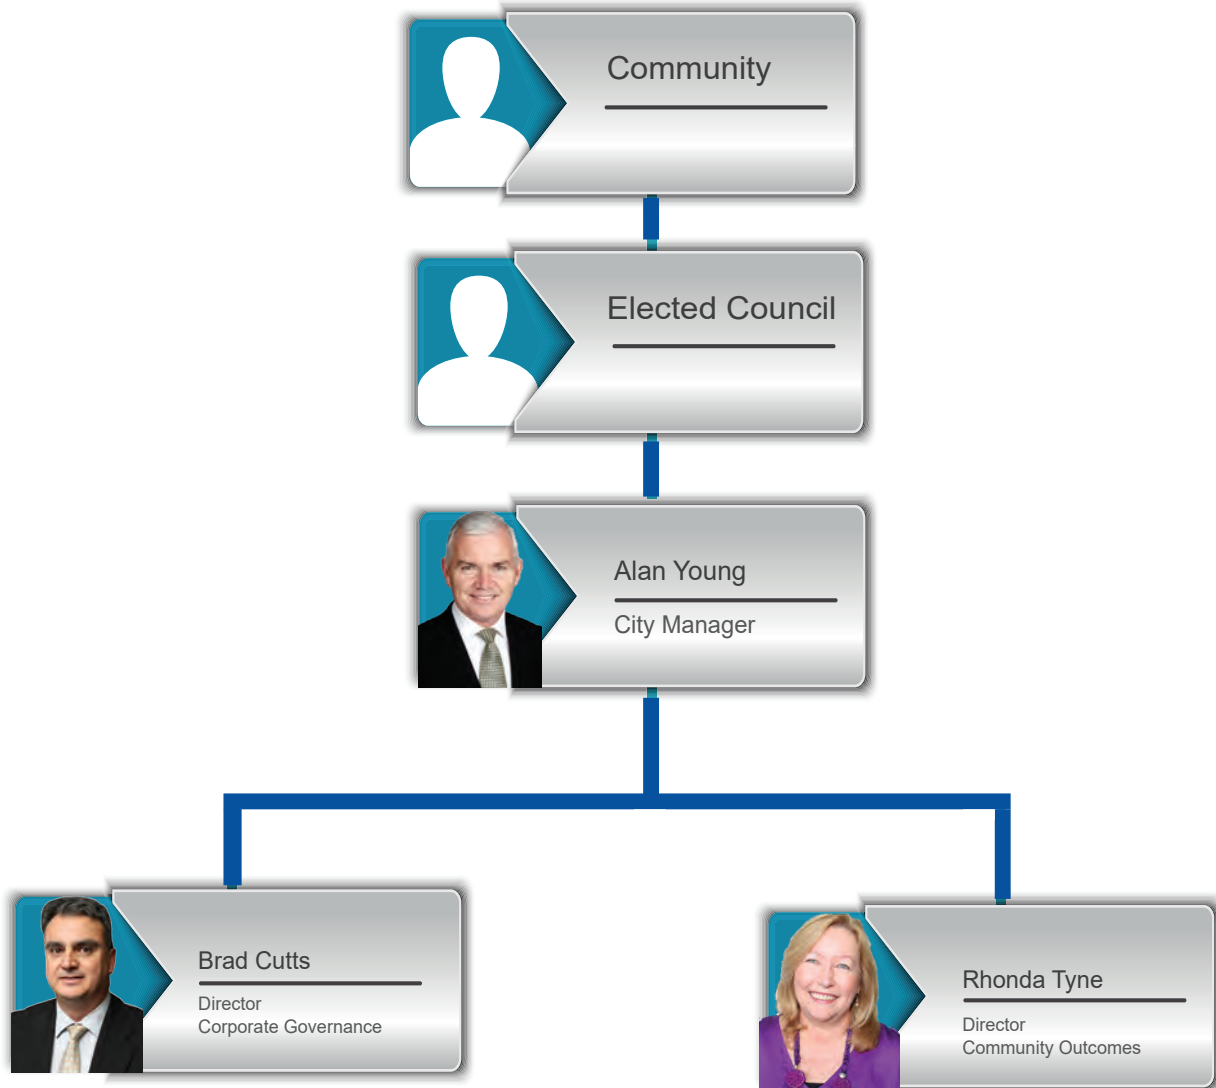 Community
Elected Council
Alan Young
City Manager
Brad Cutts
Director
Corporate Governance
Rhonda Tyne
Director
Community Outcomes